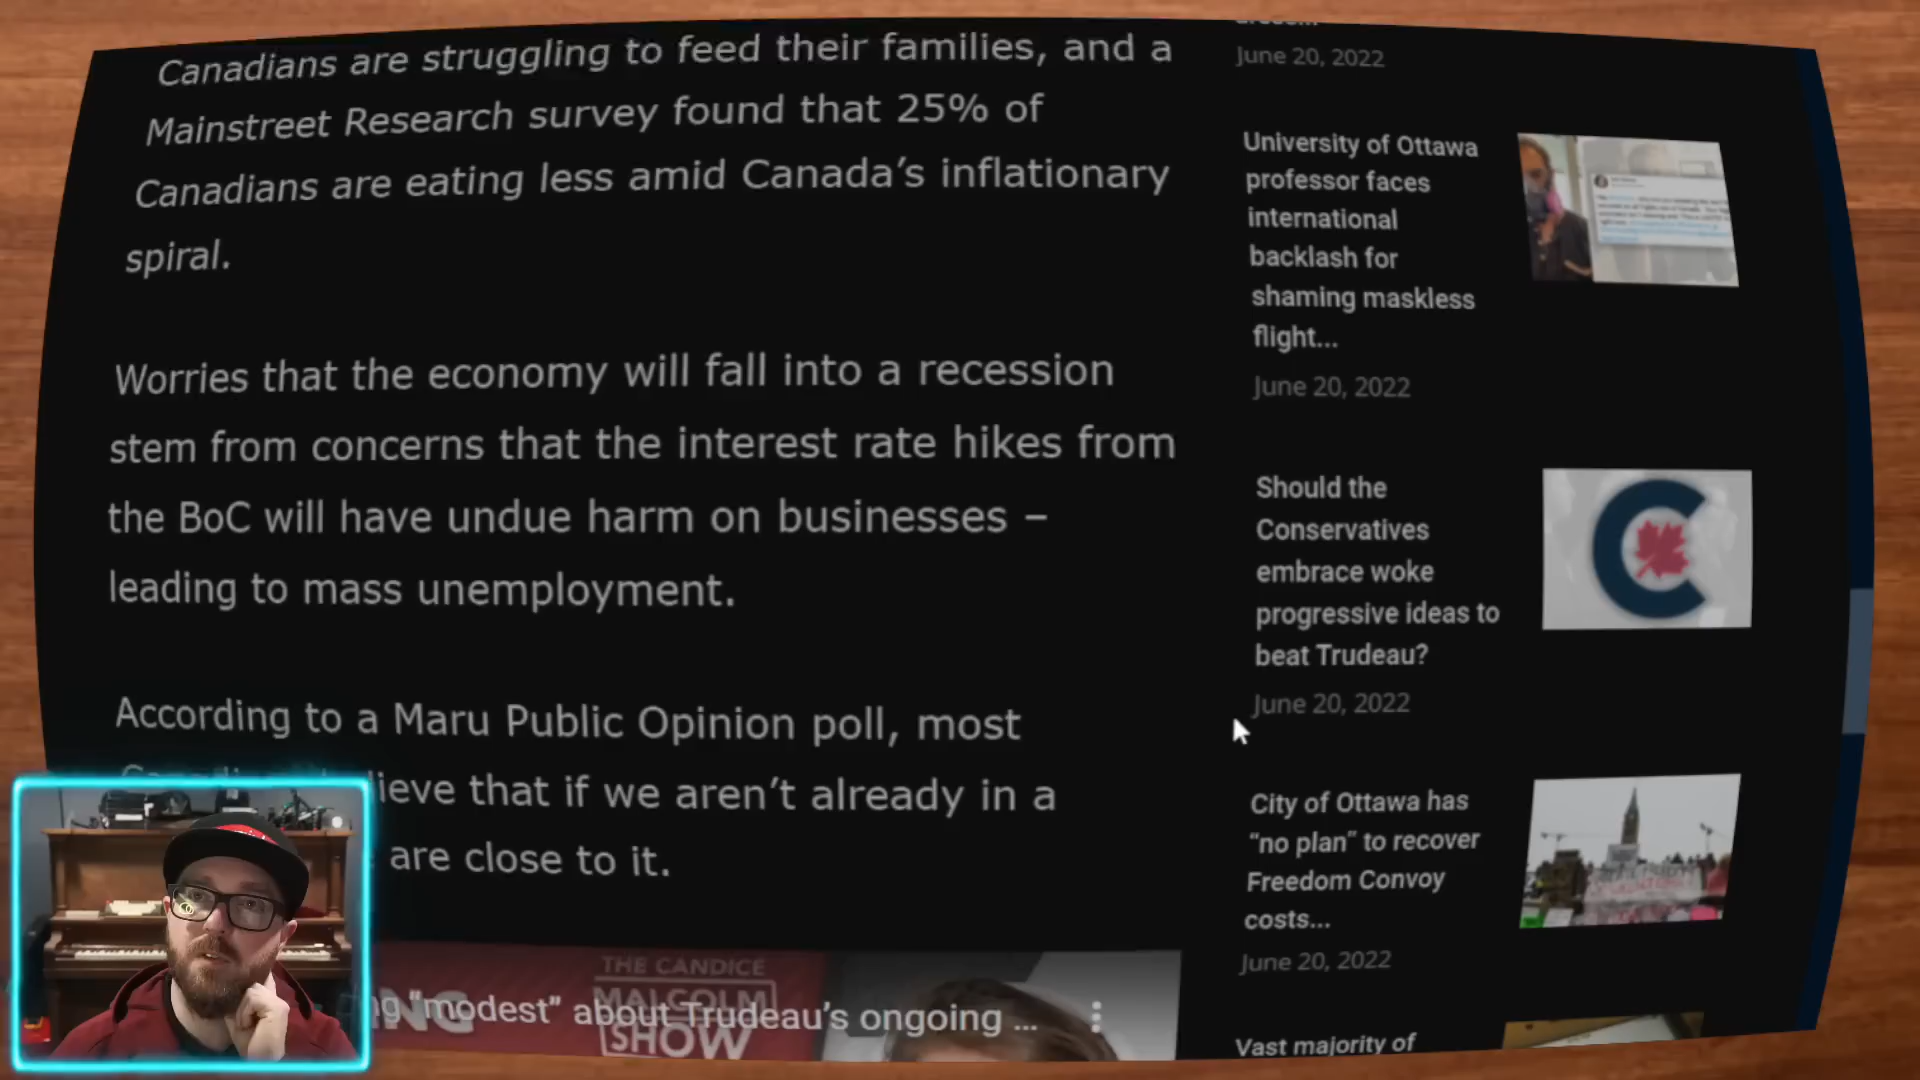 Canadians are struggling to feed their families, and a
Mainstreet Research survey found that 25% of
Canadians are eating less amid Canada’s inflationary
spiral.
Worries that the economy will fall into a recession
stem from concerns that the interest rate hikes from
the BoC will have undue harm on businesses –
leading to mass unemployment.
According to a Maru Public Opinion poll, most
lieve that if we aren’t already in a
are close to it.
THE CANDICE
MALCOLM
SHOW
"modest” about Trudeau’s ongoing ...
June 20, 2022
University of Ottawa
professor faces
international
backlash for
shaming maskless
flight...
June 20, 2022
Should the
Conservatives
embrace woke
progressive ideas to
beat Trudeau?
June 20, 2022
City of Ottawa has
“no plan” to recover
Freedom Convoy
costs...
June 20, 2022
Vast majority of